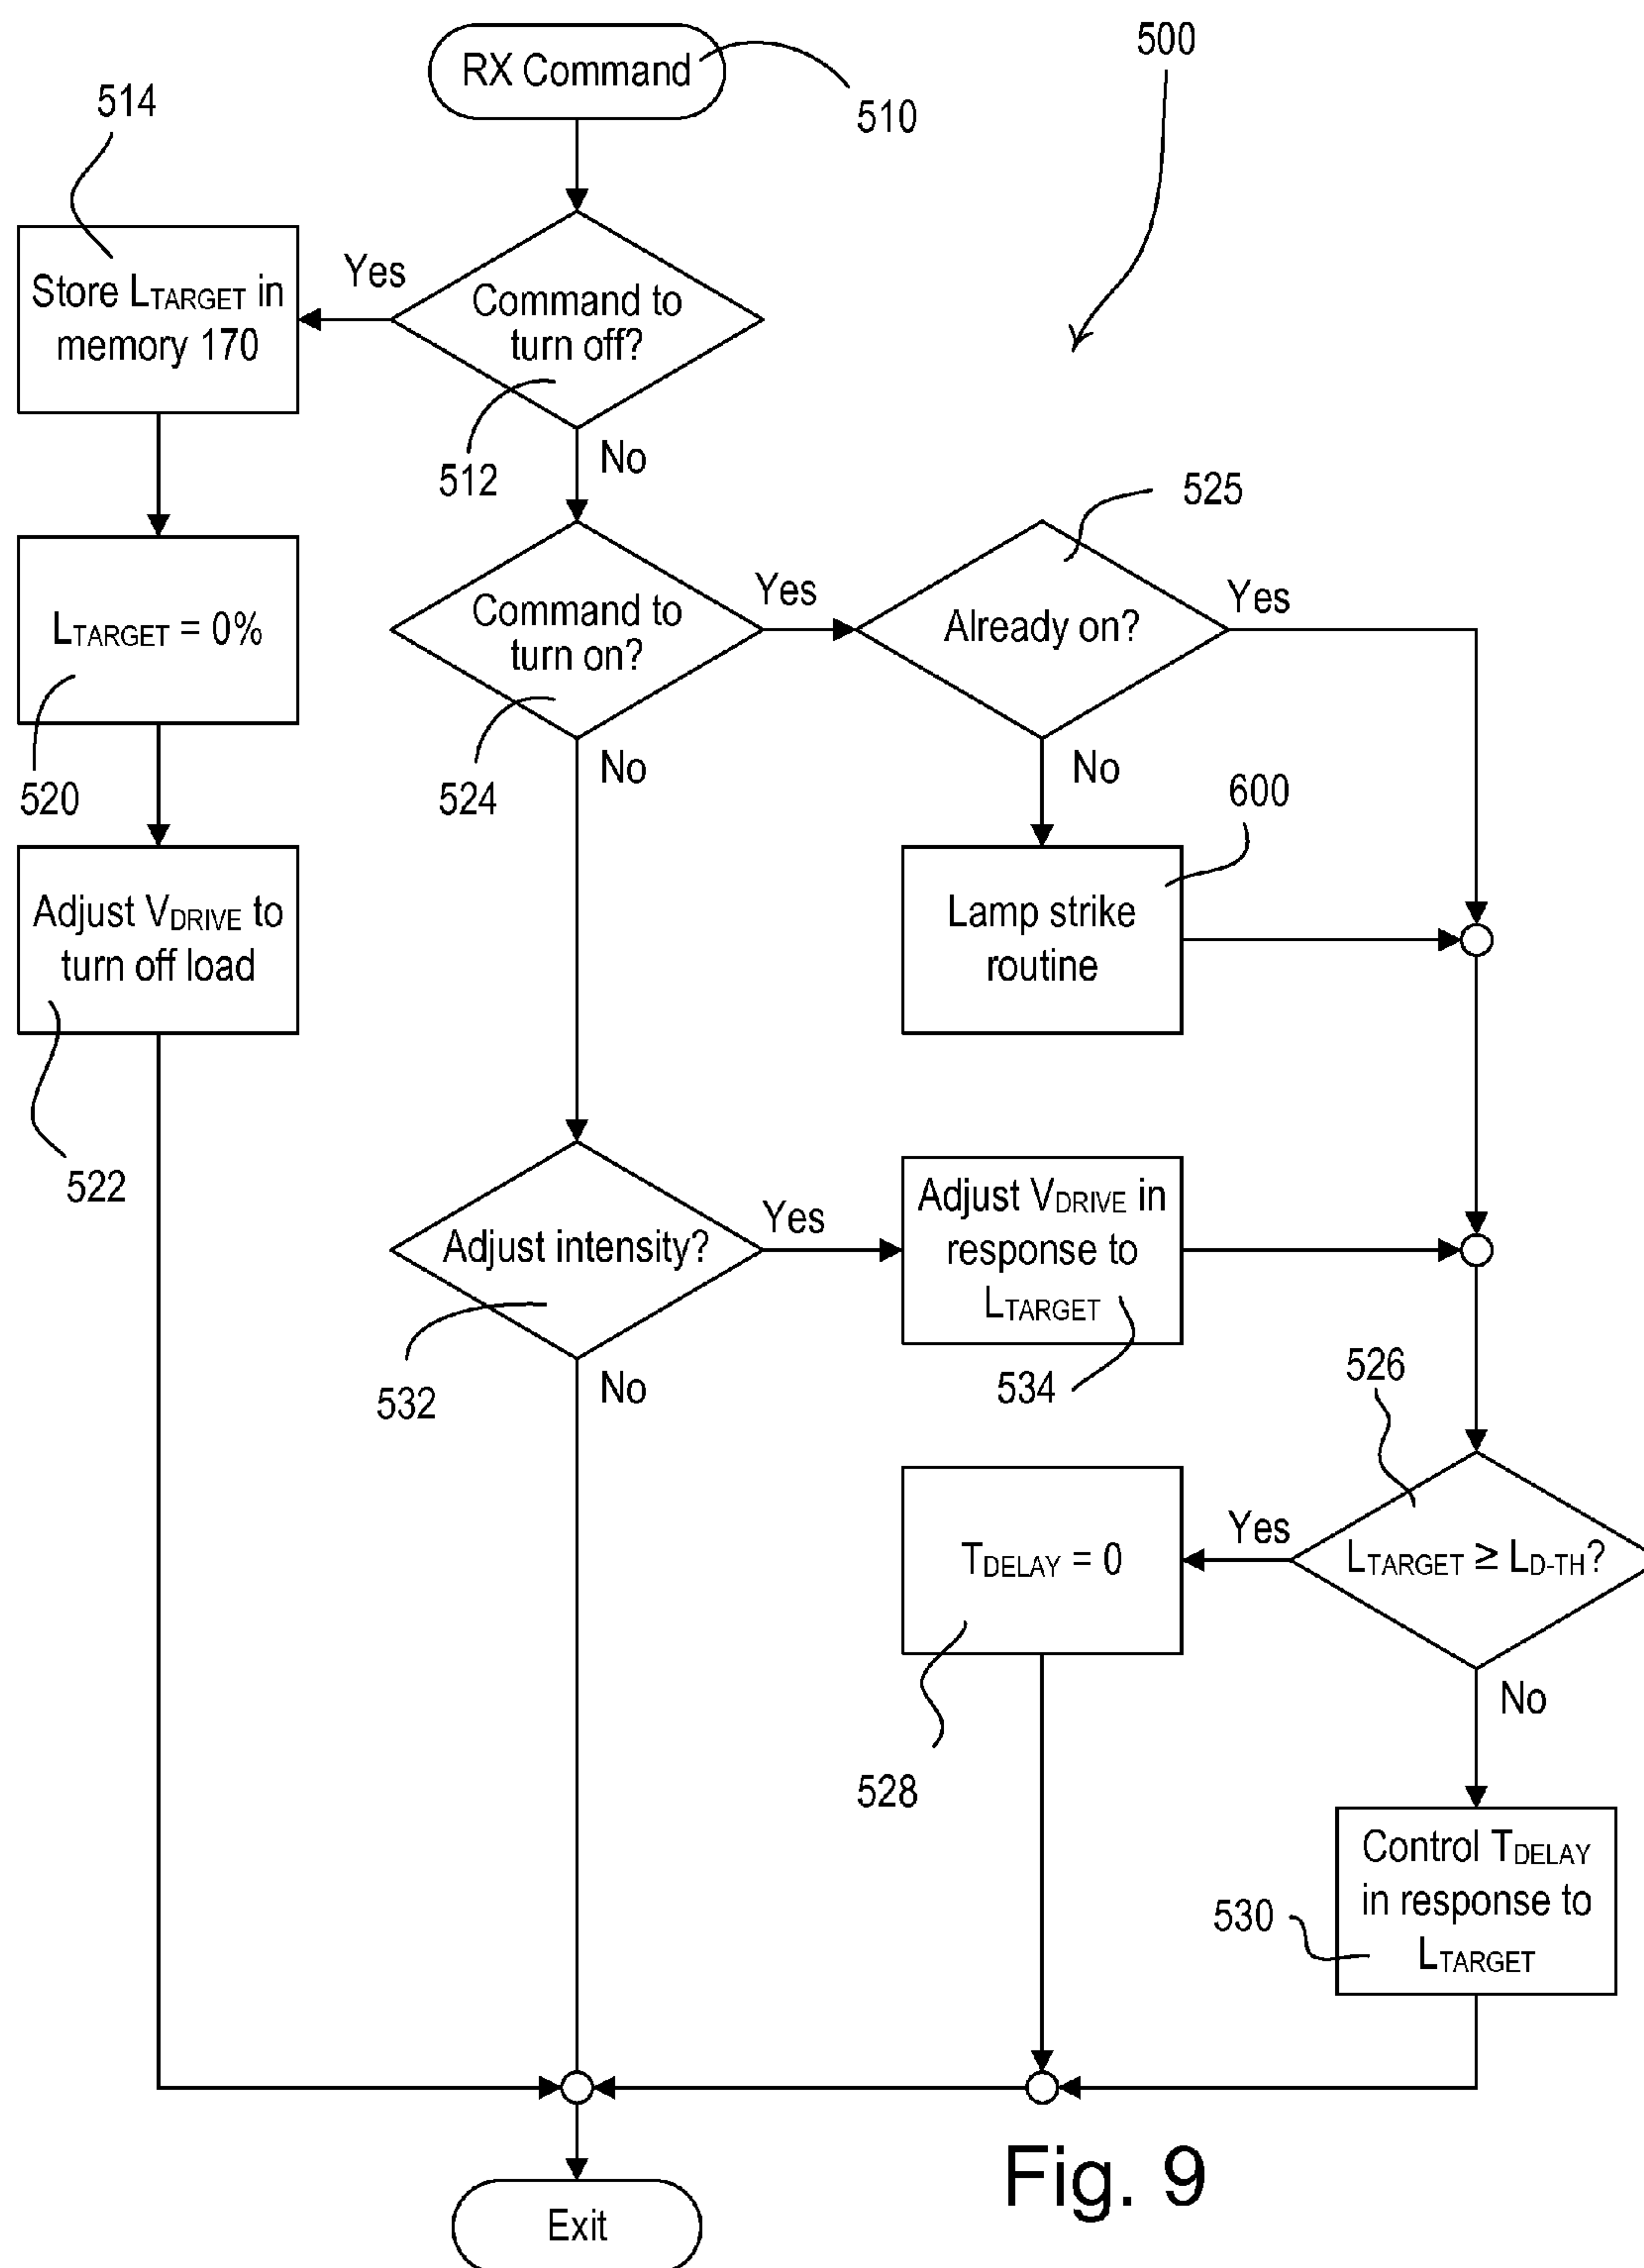 RX Command
510
500
514
Store LTARGET in
memory 170
Yes
Command to
turn off?
512
No
525
LTARGET = 0%
520
Command to
turn on?
524
Yes
Already on?
Yes
No
No
600
Adjust VDRIVE to
turn off load
522
Lamp strike
routine
Adjust intensity?
532
Yes
Adjust VDRIVE in
response to
LTARGET
534
No
526
LTARGET ≥ LD-TH?
Yes
TDELAY = 0
528
No
Control TDELAY
in response to
LTARGET
530
Exit
Fig. 9